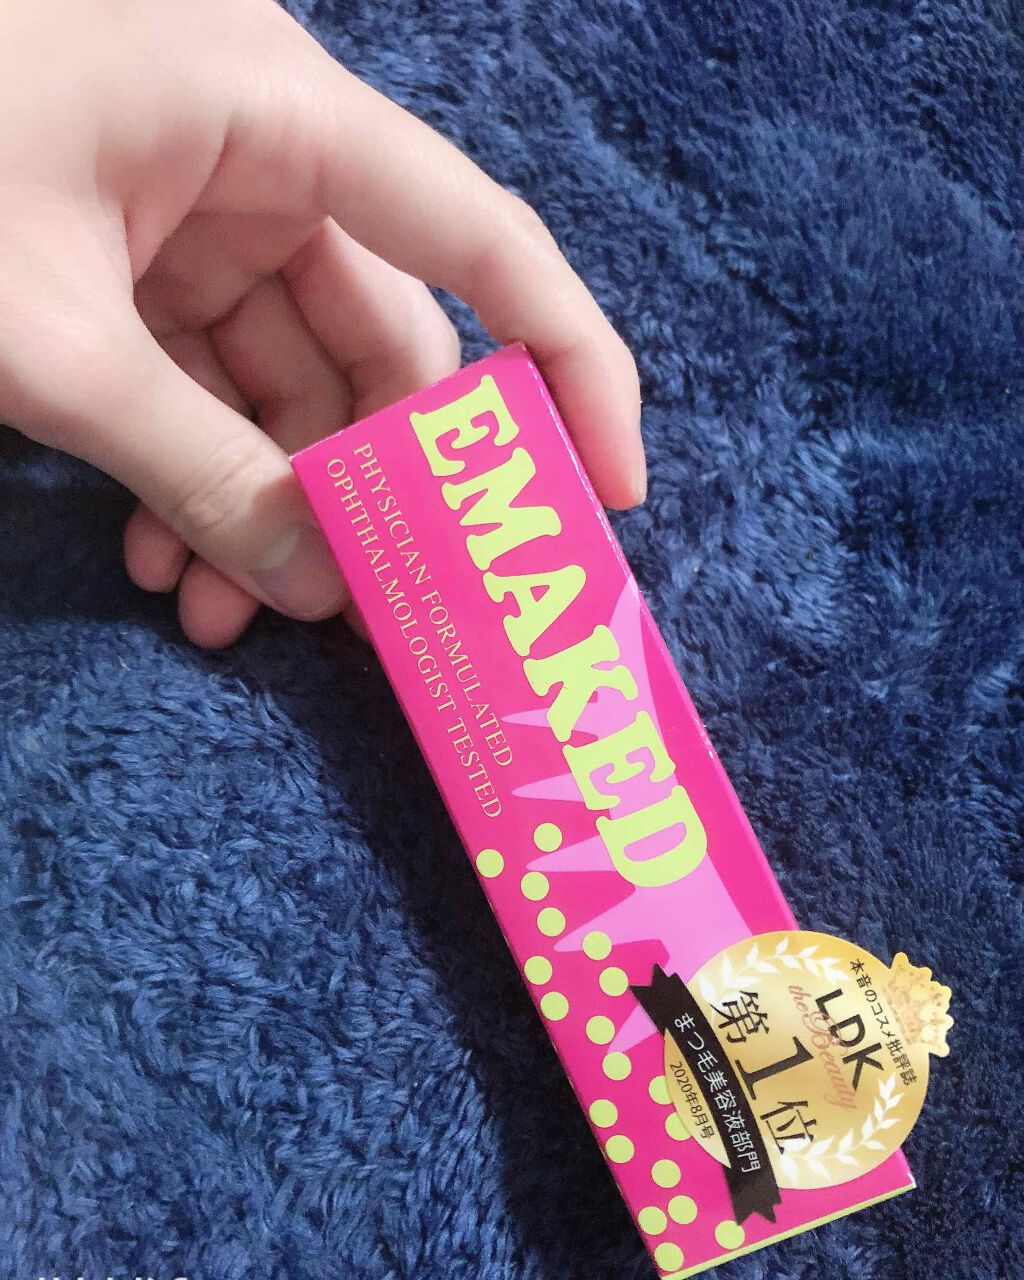 EMAKED
PHYSICIAN FORMULATED
OPHTHALMOLOGIST TESTED
本音のコスメ批評誌
LDK
the Beauty
第1位
まつ毛美容液部門
2020年8月号